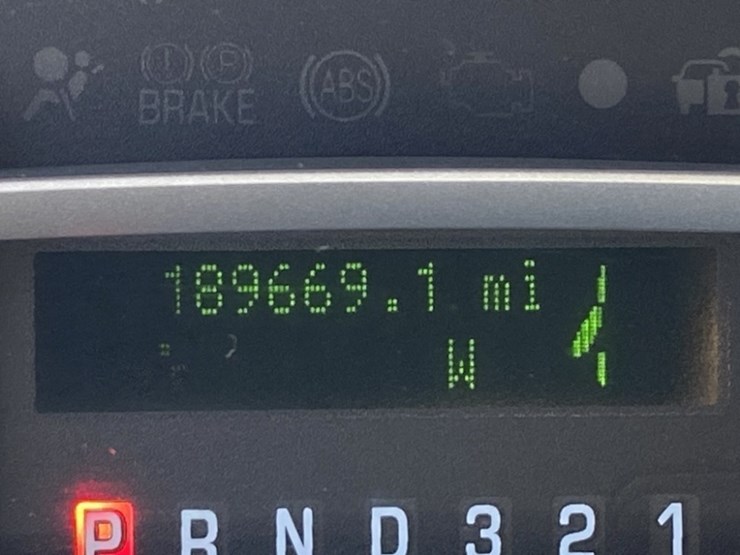 (!) (P)
BRAKE (ABS)
189669.1 mi
W
P R N D 3 2 1